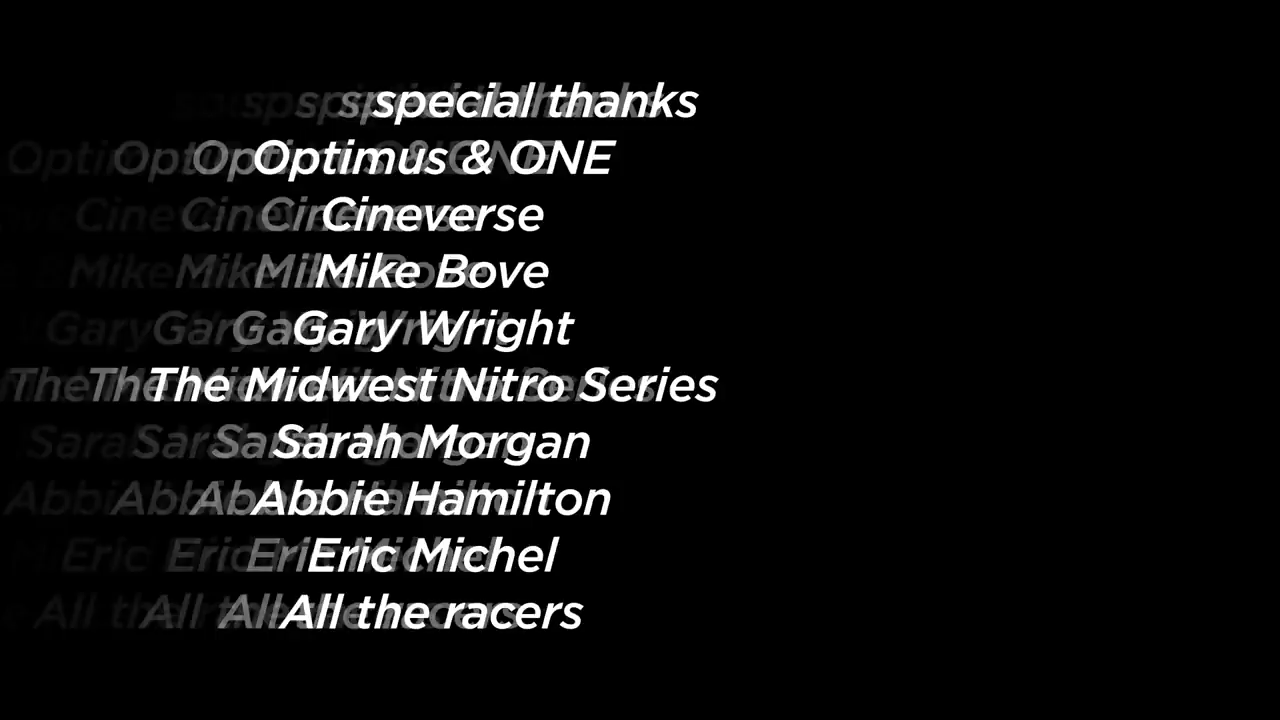 special thanks
Optimus & ONE
Cineverse
Mike Bove
Gary Wright
The Midwest Nitro Series
Sarah Morgan
Abbie Hamilton
Eric Michel
All the racers